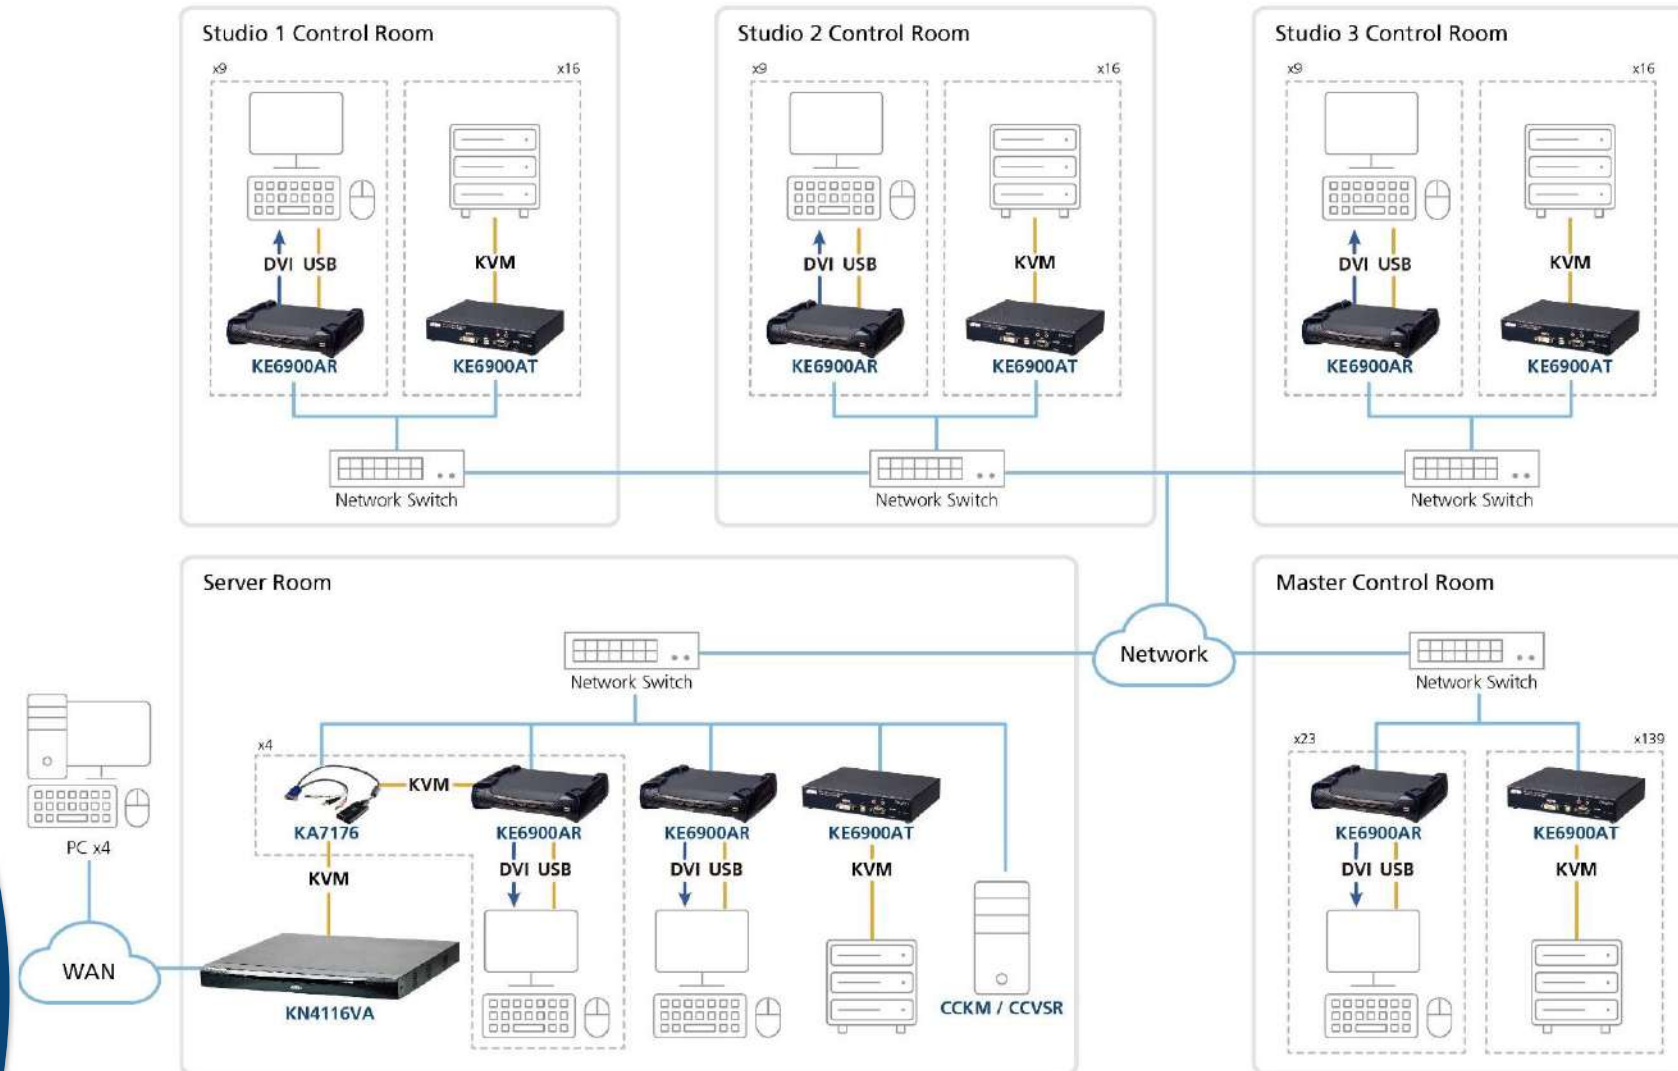 Studio 1 Control Room
x9
x16
DVI USB
KVM
KE6900AR
KE6900AT
Network Switch
Studio 2 Control Room
x9
x16
DVI USB
KVM
KE6900AR
KE6900AT
Network Switch
Studio 3 Control Room
x9
x16
DVI USB
KVM
KE6900AR
KE6900AT
Network Switch
Server Room
Network Switch
x4
KVM
KA7176
KE6900AR
KE6900AR
KE6900AT
KVM
DVI USB
DVI USB
KVM
KN4116VA
CCKM / CCVSR
PC x4
WAN
Network
Master Control Room
Network Switch
x23
x139
KE6900AR
KE6900AT
DVI USB
KVM